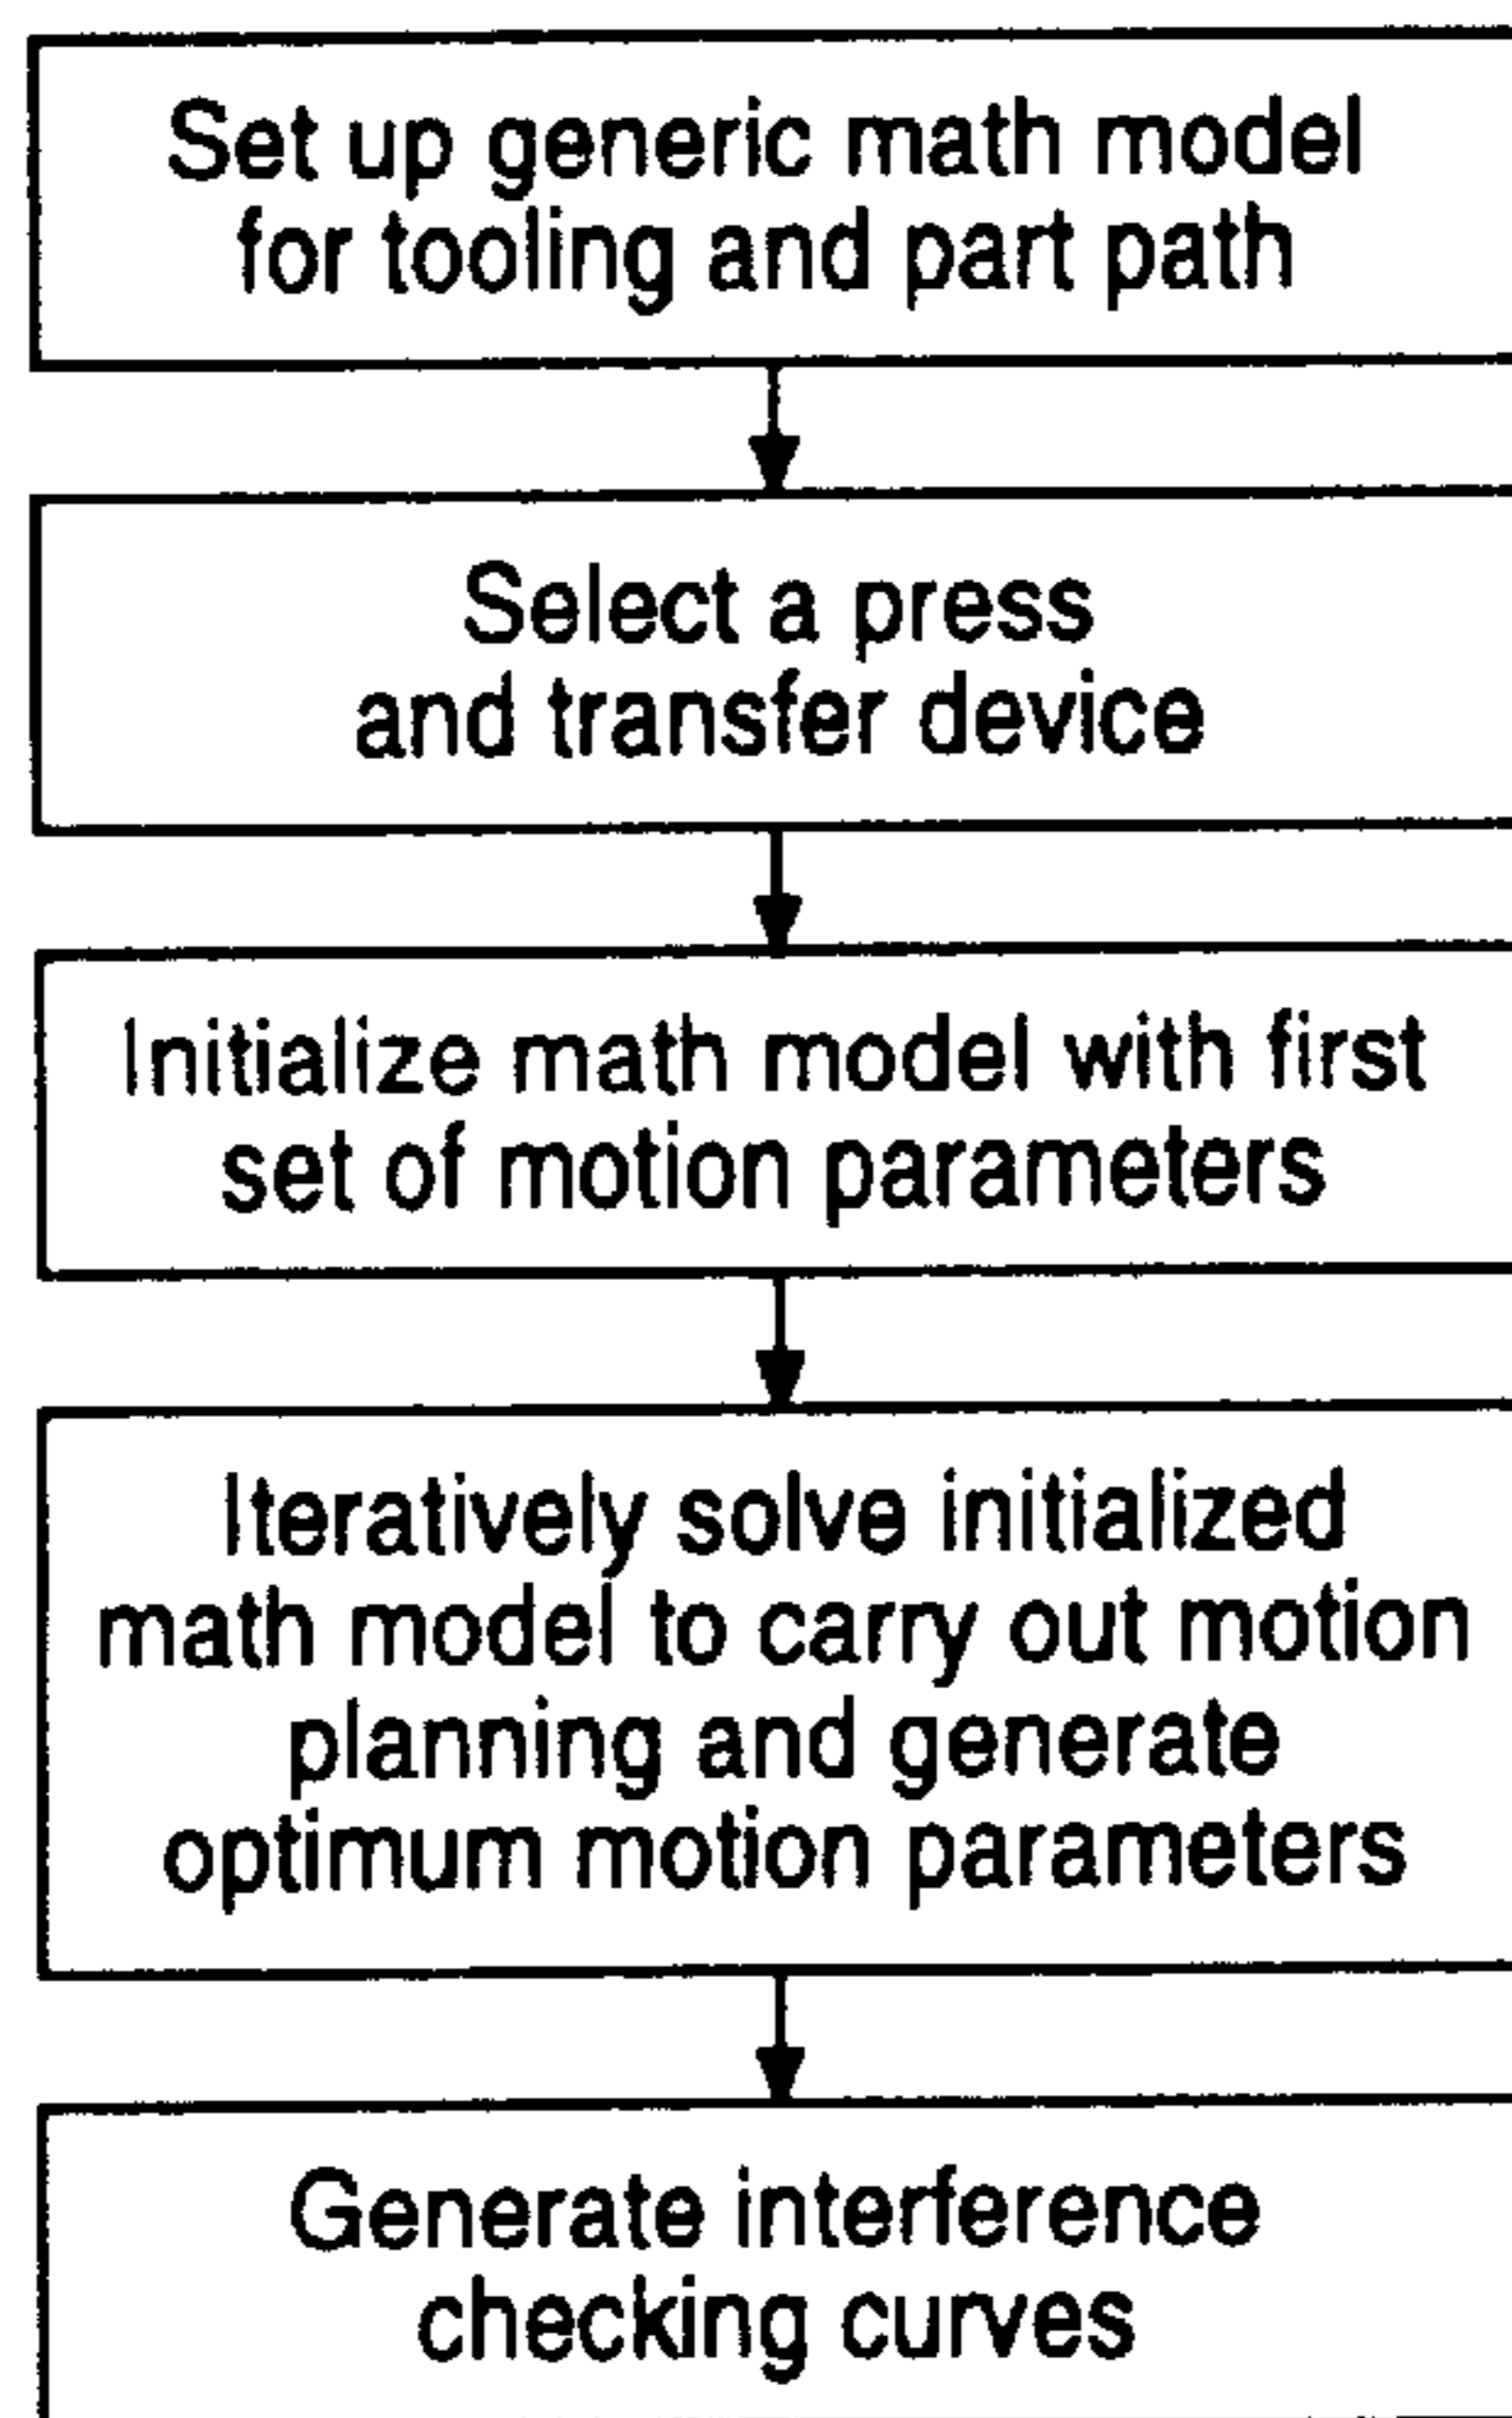 Set up generic math model
for tooling and part path
Select a press
and transfer device
Initialize math model with first
set of motion parameters
Iteratively solve initialized
math model to carry out motion
planning and generate
optimum motion parameters
Generate interference
checking curves